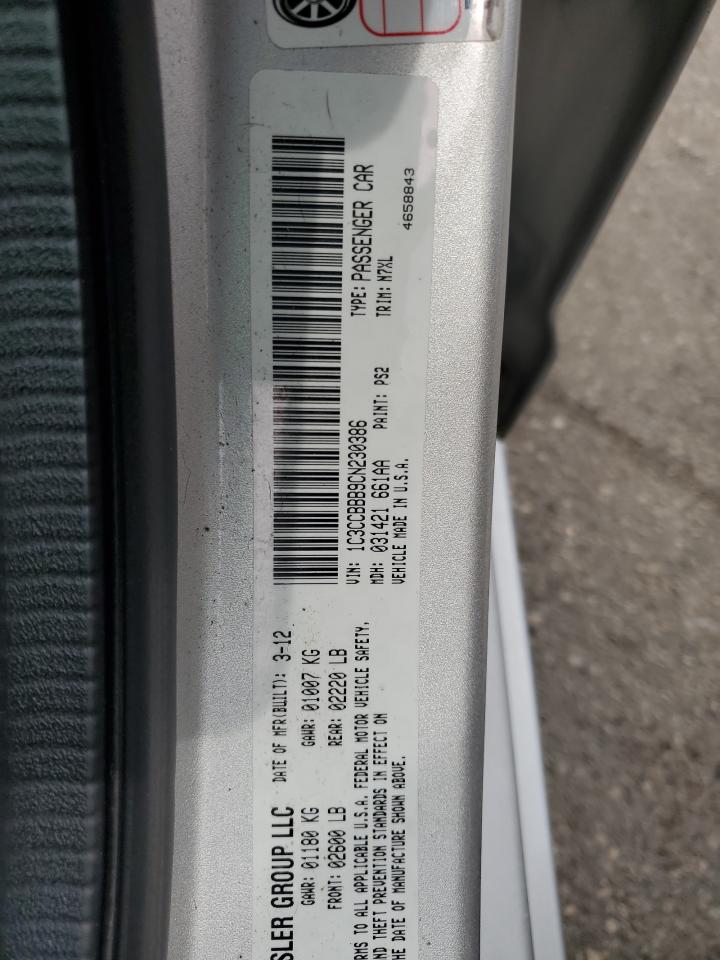 SLER GROUP LLC
DATE OF MFR(BUILT): 3-12
GAWR: 01180 KG
GAWR: 01007 KG
FRONT: 02600 LB
REAR: 02220 LB
RMS TO ALL APPLICABLE U.S.A. FEDERAL MOTOR VEHICLE SAFETY,
ND THEFT PREVENTION STANDARDS IN EFFECT ON
HE DATE OF MANUFACTURE SHOWN ABOVE.
VIN: 1C3CCBBB9CN230386
TYPE: PASSENGER CAR
MDH: 031421 661AA
PAINT: PS2
TRIM: M7XL
VEHICLE MADE IN U.S.A.
4658843